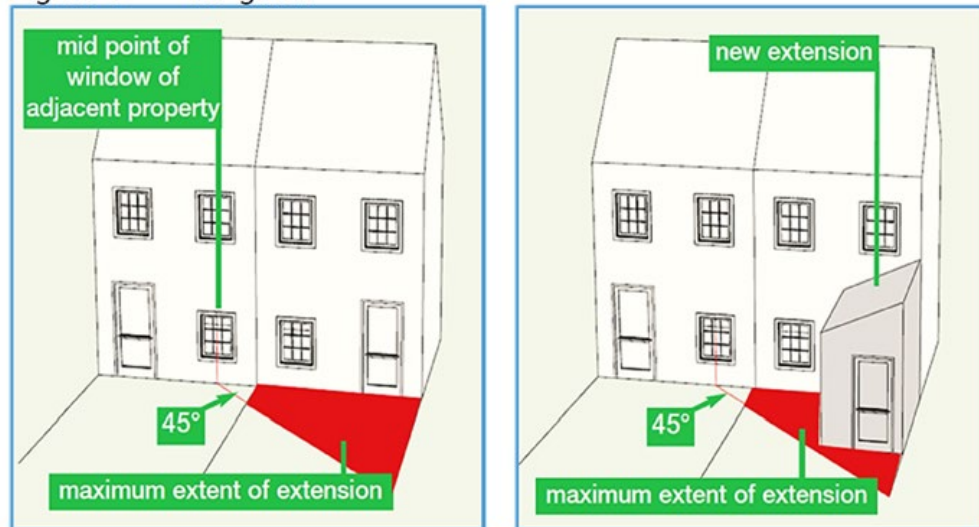 mid point of
window of
adjacent property
45°
maximum extent of extension
new extension
45°
maximum extent of extension